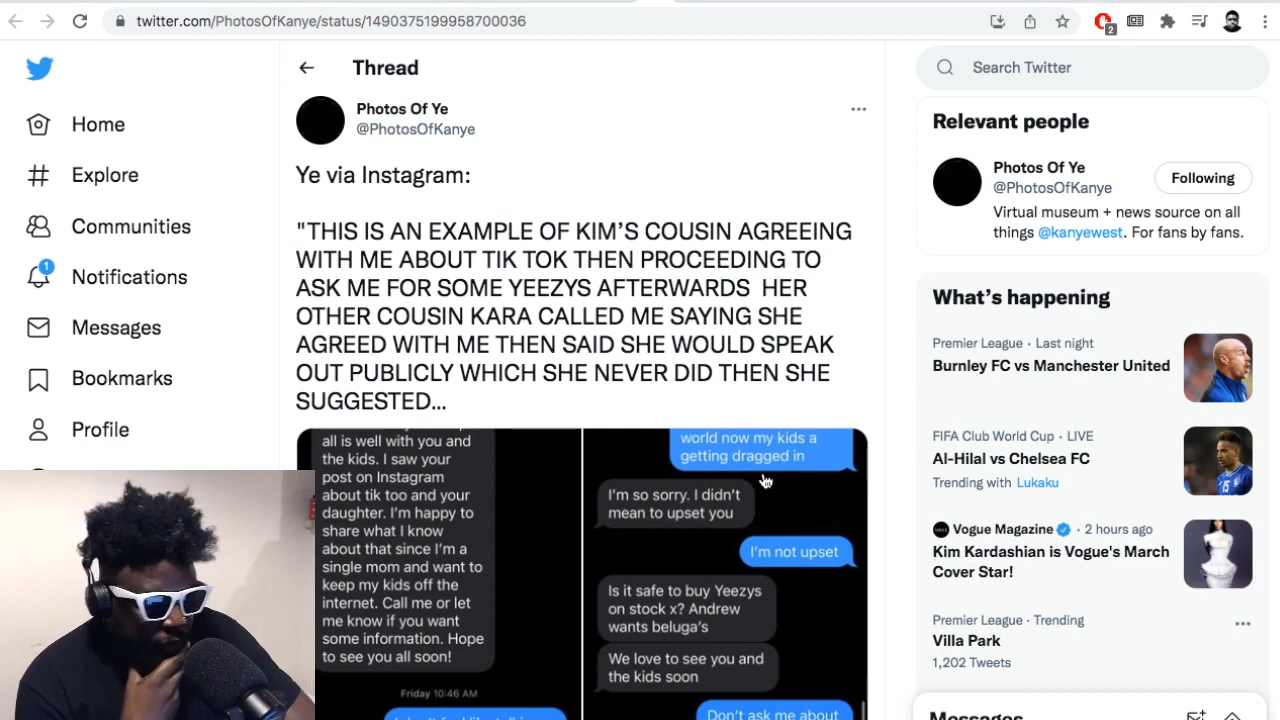 twitter.com/PhotosOfKanye/status/1490375199958700036
2
Home
Explore
Communities
1
Notifications
Messages
Bookmarks
Profile
Thread
Photos Of Ye
@PhotosOfKanye
Ye via Instagram:
"THIS IS AN EXAMPLE OF KIM'S COUSIN AGREEING
WITH ME ABOUT TIK TOK THEN PROCEEDING TO
ASK ME FOR SOME YEEZYS AFTERWARDS  HER
OTHER COUSIN KARA CALLED ME SAYING SHE
AGREED WITH ME THEN SAID SHE WOULD SPEAK
OUT PUBLICLY WHICH SHE NEVER DID THEN SHE
SUGGESTED...
all is well with you and
the kids. I saw your
post on Instagram
about tik too and your
daughter. I'm happy to
share what I know
about that since I'm a
single mom and want to
keep my kids off the
internet. Call me or let
me know if you want
some information. Hope
to see you all soon!
Friday 10:46 AM
world now my kids a
getting dragged in
I'm so sorry. I didn't
mean to upset you
I'm not upset
Is it safe to buy Yeezys
on stock x? Andrew
wants beluga's
We love to see you and
the kids soon
Don't ask me about
Search Twitter
Relevant people
Photos Of Ye
@PhotosOfKanye
Following
Virtual museum + news source on all
things @kanyewest. For fans by fans.
What's happening
Premier League · Last night
Burnley FC vs Manchester United
FIFA Club World Cup · LIVE
Al-Hilal vs Chelsea FC
Trending with Lukaku
Vogue Magazine · 2 hours ago
Kim Kardashian is Vogue's March
Cover Star!
Premier League · Trending
Villa Park
1,202 Tweets
Messages